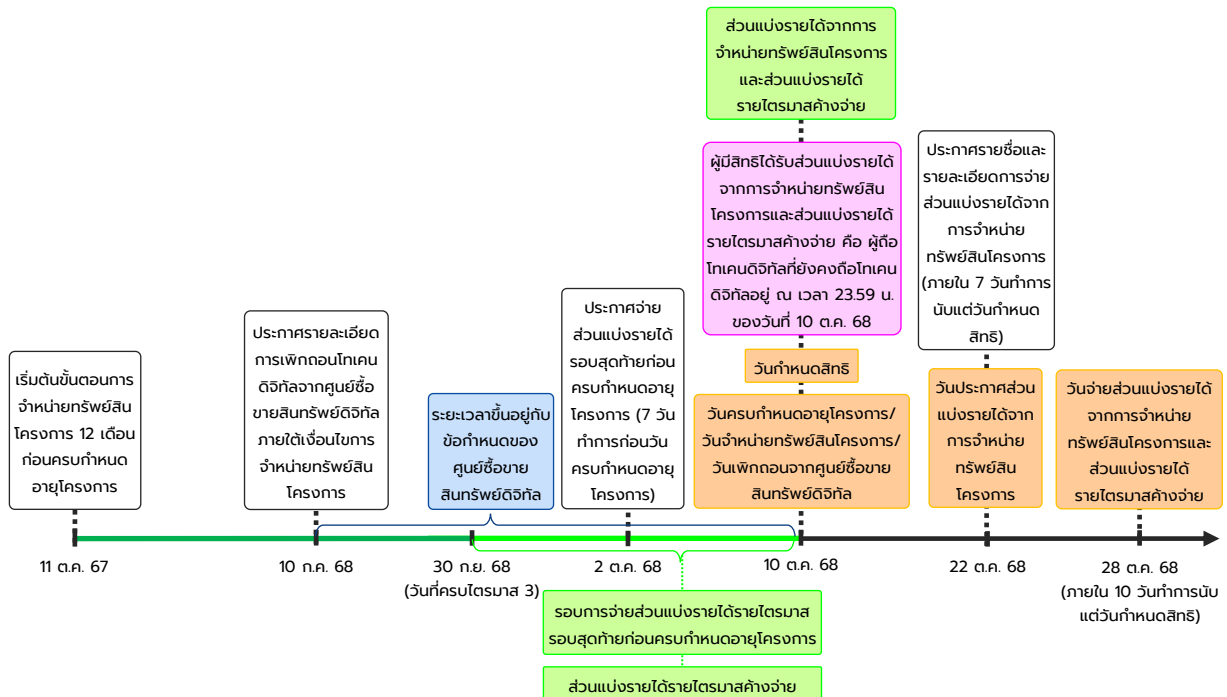 ส่วนแบ่งรายได้จากการ
จำหน่ายทรัพย์สินโครงการ
และส่วนแบ่งรายได้
รายไตรมาสค้างจ่าย
ผู้มีสิทธิได้รับส่วนแบ่งรายได้
จากการจำหน่ายทรัพย์สิน
โครงการและส่วนแบ่งรายได้
รายไตรมาสค้างจ่าย คือ ผู้ถือ
โทเคนดิจิทัลที่ยังคงถือโทเคน
ดิจิทัลอยู่ ณ เวลา 23.59 น.
ของวันที่ 10 ต.ค. 68
ประกาศรายชื่อและ
รายละเอียดการจ่าย
ส่วนแบ่งรายได้จาก
การจำหน่าย
ทรัพย์สินโครงการ
(ภายใน 7 วันทำการ
นับแต่วันกำหนด
สิทธิ)
เริ่มต้นขั้นตอนการ
จำหน่ายทรัพย์สิน
โครงการ 12 เดือน
ก่อนครบกำหนด
อายุโครงการ
ประกาศรายละเอียด
การเพิกถอนโทเคน
ดิจิทัลจากศูนย์ซื้อ
ขายสินทรัพย์ดิจิทัล
ภายใต้เงื่อนไขการ
จำหน่ายทรัพย์สิน
โครงการ
ระยะเวลาขึ้นอยู่กับ
ข้อกำหนดของ
ศูนย์ซื้อขาย
สินทรัพย์ดิจิทัล
ประกาศจ่าย
ส่วนแบ่งรายได้
รอบสุดท้ายก่อน
ครบกำหนดอายุ
โครงการ (7 วัน
ทำการก่อนวัน
ครบกำหนดอายุ
โครงการ)
วันกำหนดสิทธิ
วันครบกำหนดอายุโครงการ/
วันจำหน่ายทรัพย์สินโครงการ/
วันเพิกถอนจากศูนย์ซื้อขาย
สินทรัพย์ดิจิทัล
วันประกาศส่วน
แบ่งรายได้จาก
การจำหน่าย
ทรัพย์สิน
โครงการ
วันจ่ายส่วนแบ่งรายได้
จากการจำหน่าย
ทรัพย์สินโครงการและ
ส่วนแบ่งรายได้
รายไตรมาสค้างจ่าย
11 ต.ค. 67
10 ก.ค. 68
30 ก.ย. 68
(วันที่ครบไตรมาส 3)
2 ต.ค. 68
10 ต.ค. 68
22 ต.ค. 68
28 ต.ค. 68
(ภายใน 10 วันทำการนับ
แต่วันกำหนดสิทธิ)
รอบการจ่ายส่วนแบ่งรายได้รายไตรมาส
รอบสุดท้ายก่อนครบกำหนดอายุโครงการ
ส่วนแบ่งรายได้รายไตรมาสค้างจ่าย